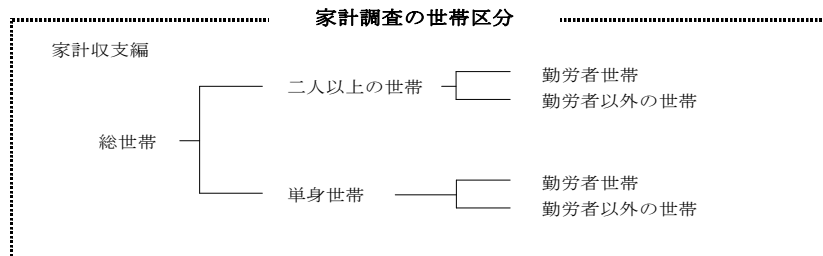 家計調査の世帯区分
家計収支編
総世帯
二人以上の世帯
勤労者世帯
勤労者以外の世帯
単身世帯
勤労者世帯
勤労者以外の世帯